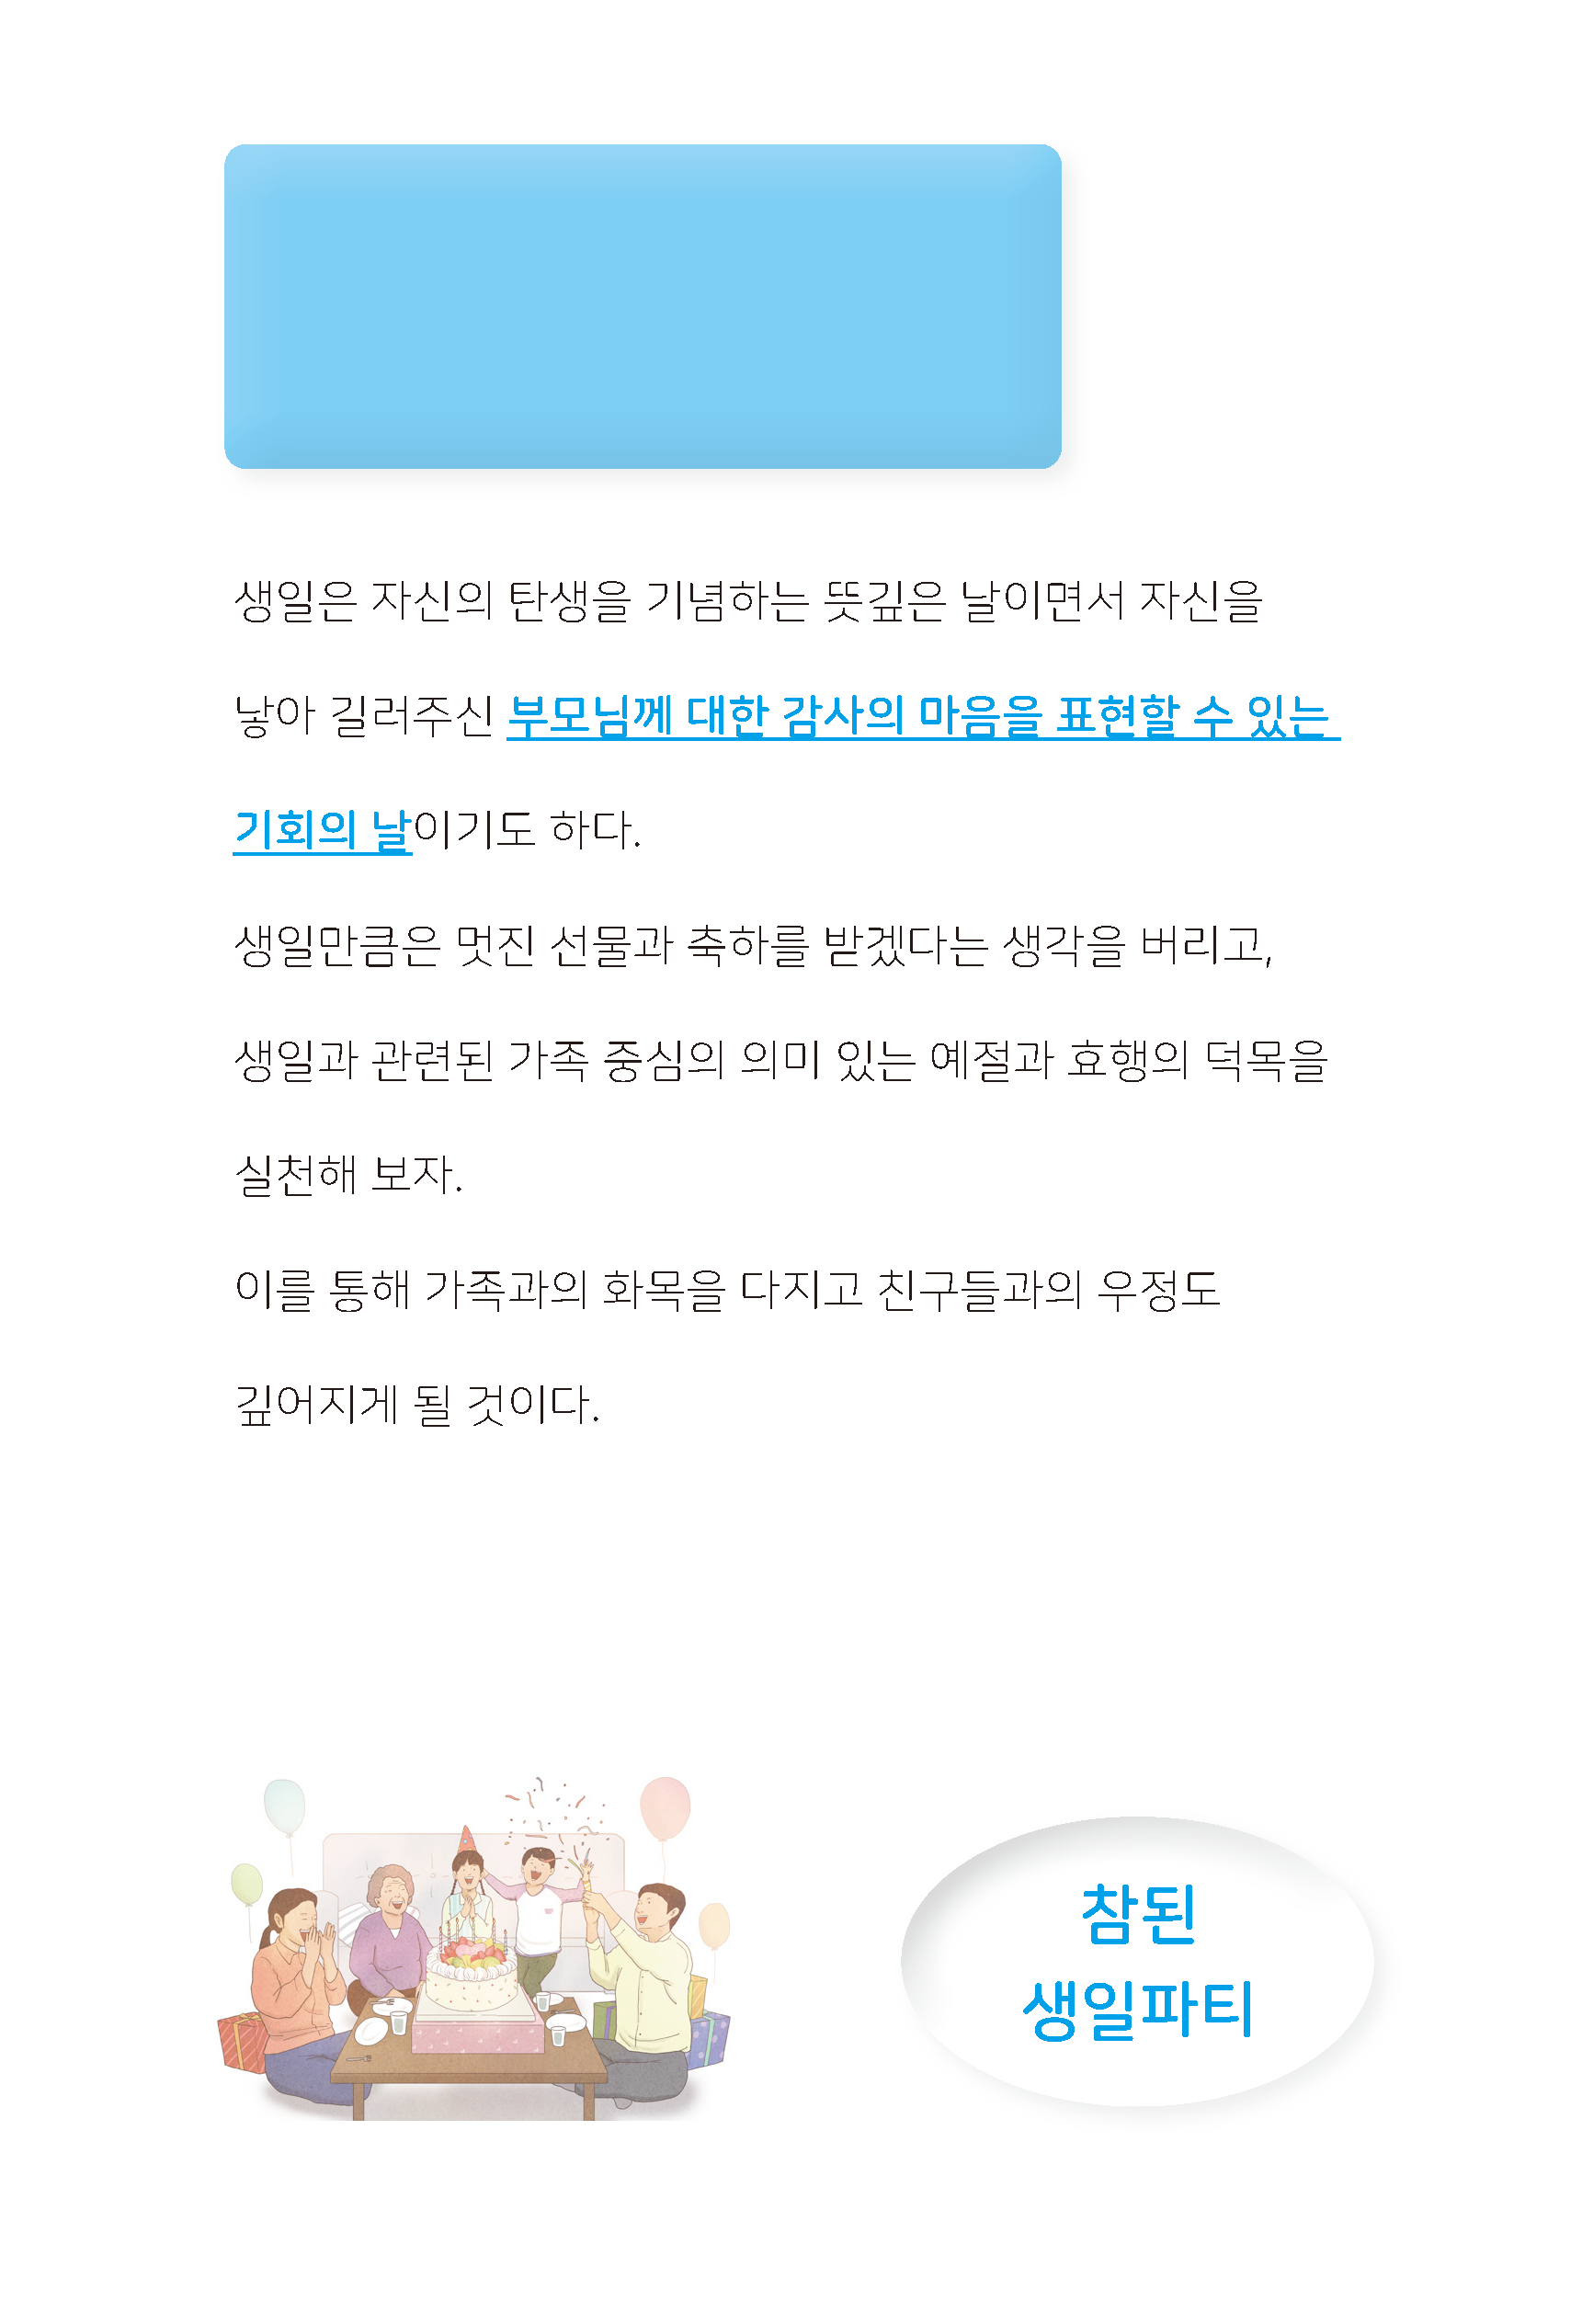 생일은 자신의 탄생을 기념하는 뜻깊은 날이면서 자신을
낳아 길러주신 부모님께 대한 감사의 마음을 표현할 수 있는
기회의 날이기도 하다.
생일만큼은 멋진 선물과 축하를 받겠다는 생각을 버리고,
생일과 관련된 가족 중심의 의미 있는 예절과 효행의 덕목을
실천해 보자.
이를 통해 가족과의 화목을 다지고 친구들과의 우정도
깊어지게 될 것이다.
참된
생일파티